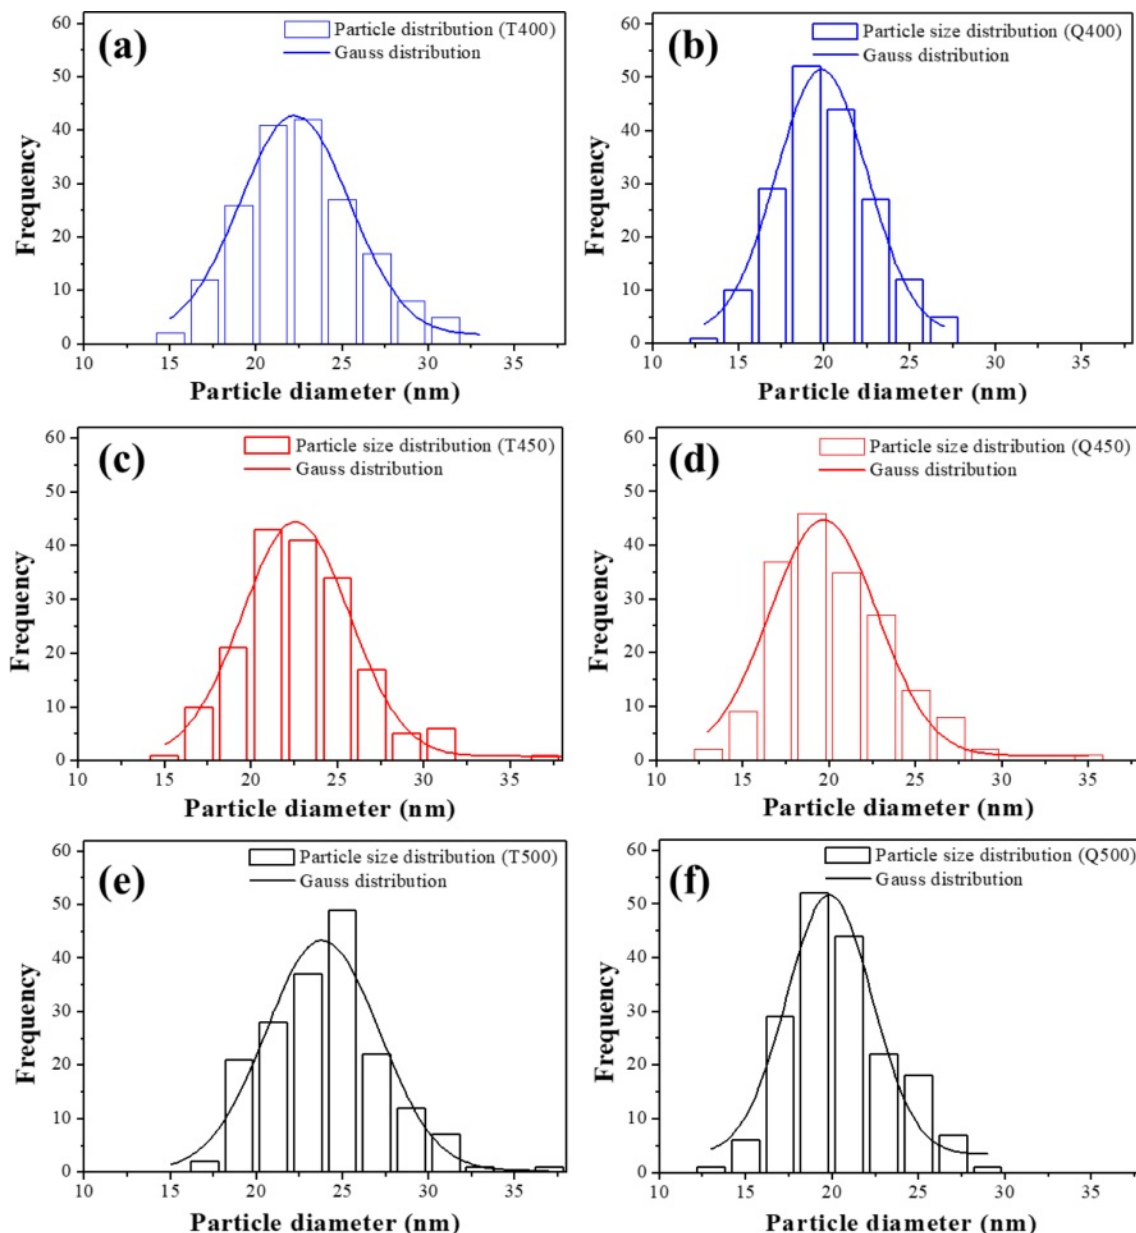 (a)
Particle distribution (T400)
Gauss distribution
60
50
40
30
20
10
0
Frequency
10 15 20 25 30 35
Particle diameter (nm)
(b)
Particle size distribution (Q400)
Gauss distribution
60
50
40
30
20
10
0
Frequency
10 15 20 25 30 35
Particle diameter (nm)
(c)
Particle size distribution (T450)
Gauss distribution
60
50
40
30
20
10
0
Frequency
10 15 20 25 30 35
Particle diameter (nm)
(d)
Particle size distribution (Q450)
Gauss distribution
60
50
40
30
20
10
0
Frequency
10 15 20 25 30 35
Particle diameter (nm)
(e)
Particle size distribution (T500)
Gauss distribution
60
50
40
30
20
10
0
Frequency
10 15 20 25 30 35
Particle diameter (nm)
(f)
Particle size distribution (Q500)
Gauss distribution
60
50
40
30
20
10
0
Frequency
10 15 20 25 30 35
Particle diameter (nm)